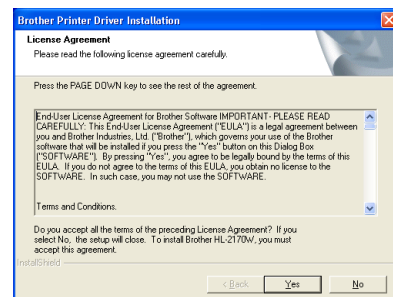 Brother Printer Driver Installation
License Agreement
Please read the following license agreement carefully.
Press the PAGE DOWN key to see the rest of the agreement.
End-User License Agreement for Brother Software IMPORTANT- PLEASE READ
CAREFULLY: This End-User License Agreement ("EULA") is a legal agreement between
you and Brother Industries, Ltd. ("Brother"), which governs your use of the Brother
software that will be installed if you press the "Yes" button on this Dialog Box
("SOFTWARE"). By pressing "Yes", you agree to be legally bound by the terms of this
EULA. If you do not agree to the terms of this EULA, you obtain no license to the
SOFTWARE. In such case, you may not use the SOFTWARE.
Terms and Conditions.
Do you accept all the terms of the preceding License Agreement? If you
select No, the setup will close. To install Brother HL-2170W, you must
accept this agreement.
InstallShield
< Back Yes No